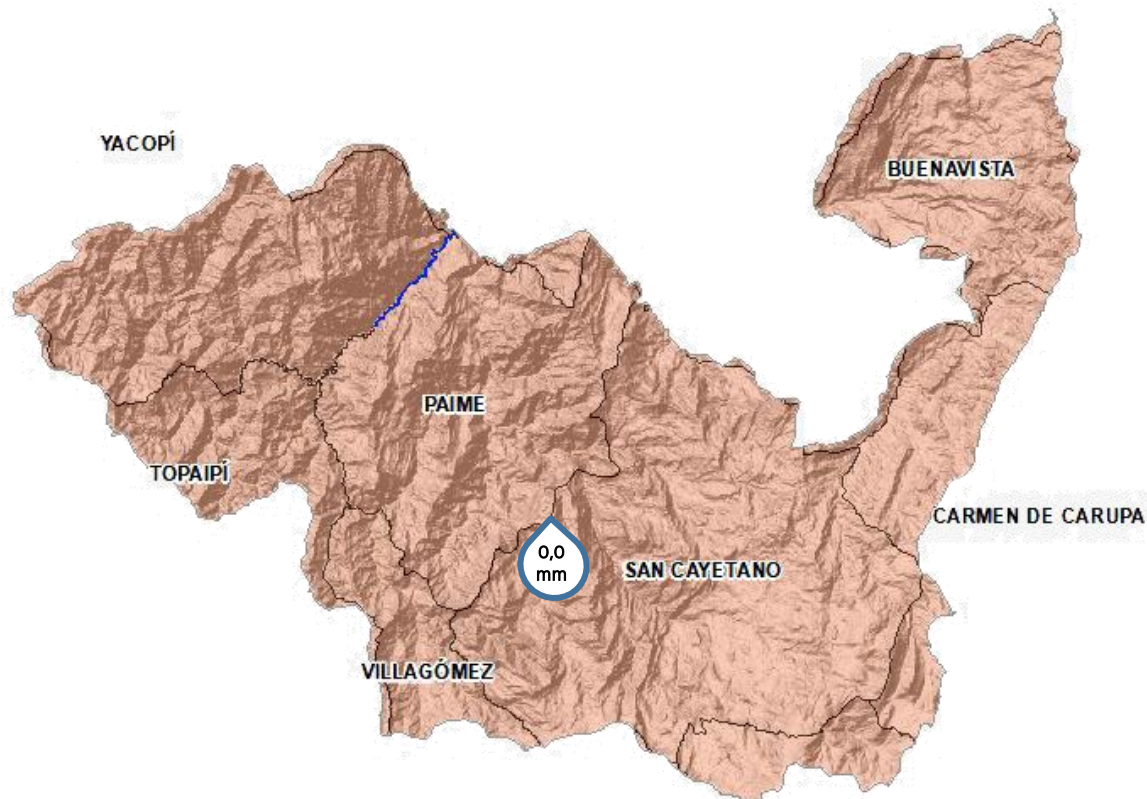 YACOPÍ
BUENAVISTA
PAIME
TOPAIPÍ
CARMEN DE CARUPA
0,0
mm
SAN CAYETANO
VILLAGÓMEZ